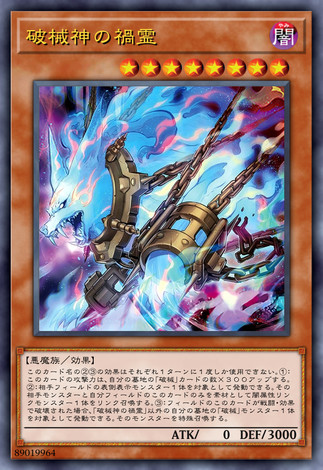 破械神の禍霊
闇
やみ
【悪魔族/効果】
このカード名の②③の効果はそれぞれ1ターンに1度しか使用できない。①:
このカードの攻撃力は、自分の墓地の「破械」カードの数×300アップする。
②:相手フィールドの表側表示モンスター1体を対象として発動できる。その
相手モンスターと自分フィールドのこのカードのみを素材として闇属性リン
クモンスター1体をリンク召喚する。③:フィールドのこのカードが戦闘・効果
で破壊された場合、「破械神の禍霊」以外の自分の墓地の「破械」モンスター1体
を対象として発動できる。そのモンスターを特殊召喚する。
ATK/ 0 DEF/3000
89019964